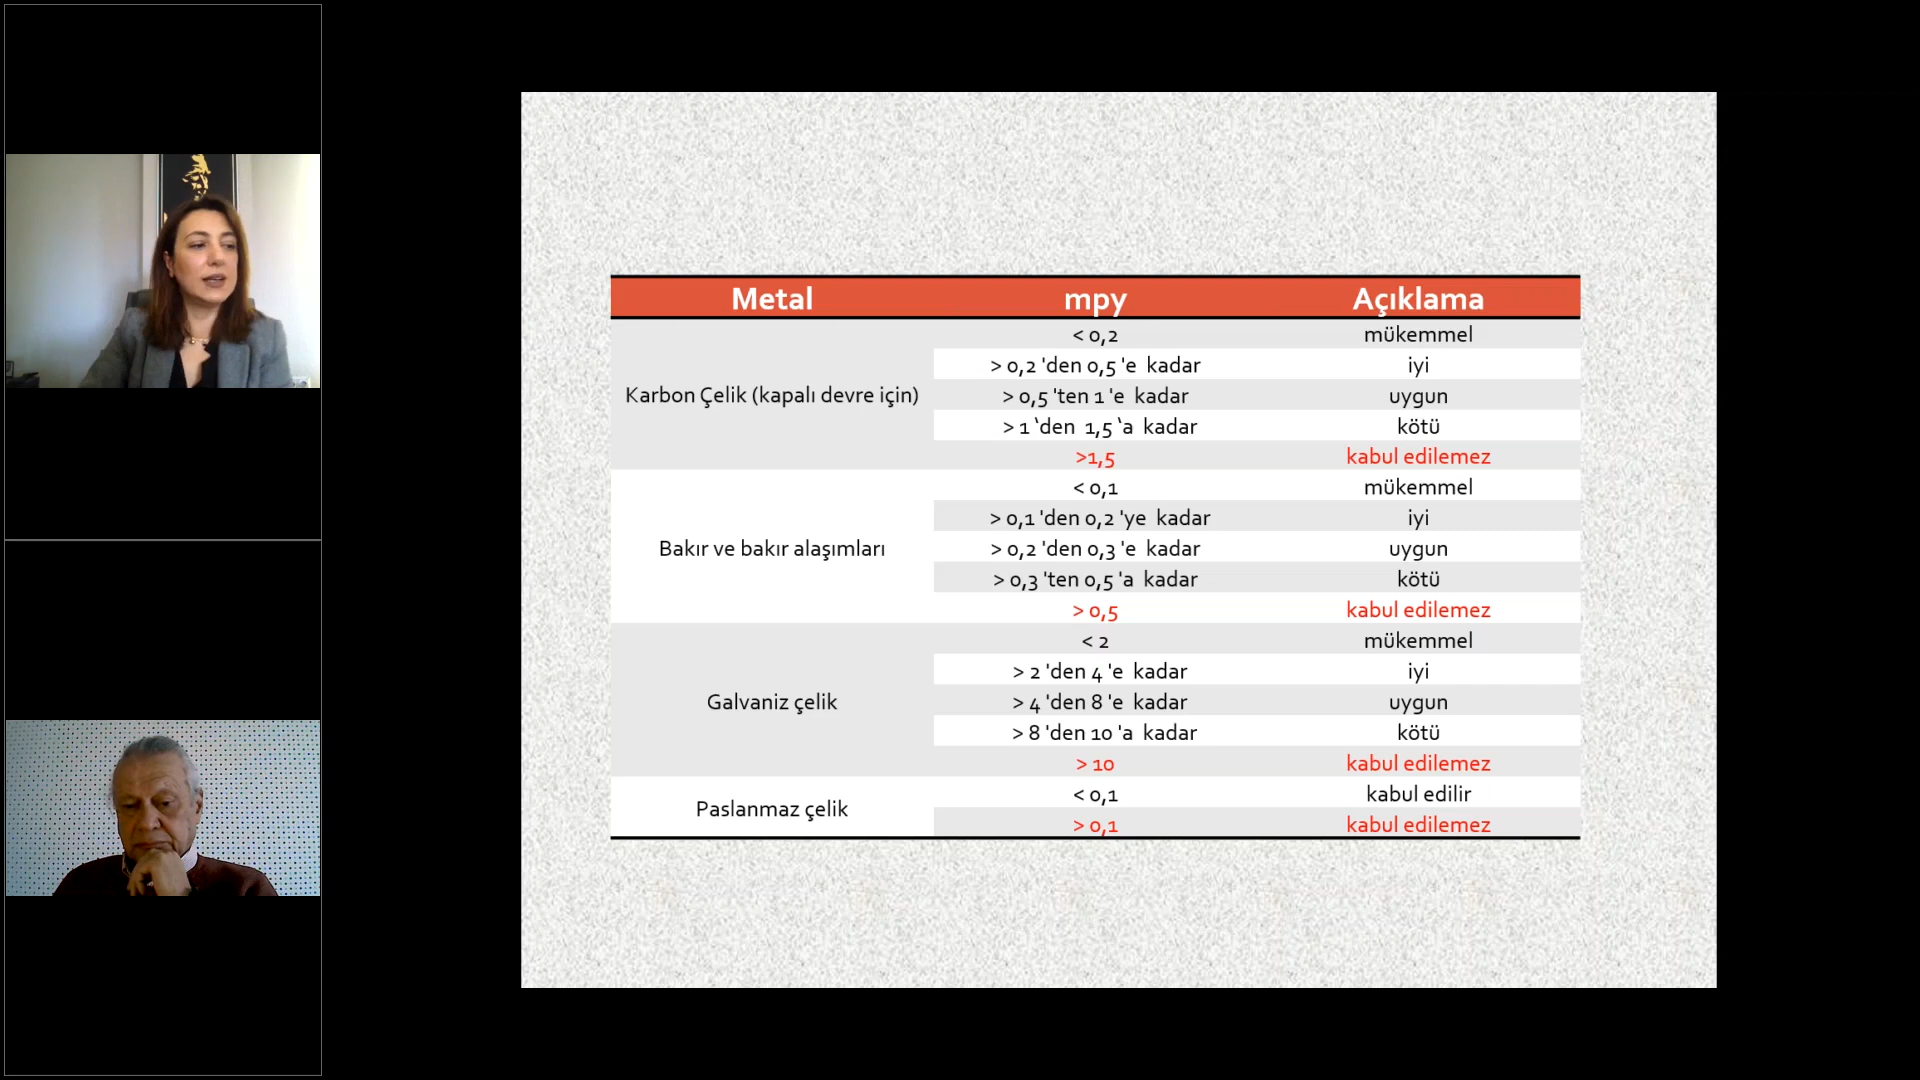 Metal mpy Açıklama
Karbon Çelik (kapalı devre için)
< 0,2 mükemmel
> 0,2 'den 0,5 'e kadar iyi
> 0,5 'ten 1 'e kadar uygun
> 1 ‘den 1,5 ‘a kadar kötü
>1,5 kabul edilemez
Bakır ve bakır alaşımları
< 0,1 mükemmel
> 0,1 'den 0,2 'ye kadar iyi
> 0,2 'den 0,3 'e kadar uygun
> 0,3 'ten 0,5 'a kadar kötü
> 0,5 kabul edilemez
Galvaniz çelik
< 2 mükemmel
> 2 'den 4 'e kadar iyi
> 4 'den 8 'e kadar uygun
> 8 'den 10 'a kadar kötü
> 10 kabul edilemez
Paslanmaz çelik
< 0,1 kabul edilir
> 0,1 kabul edilemez